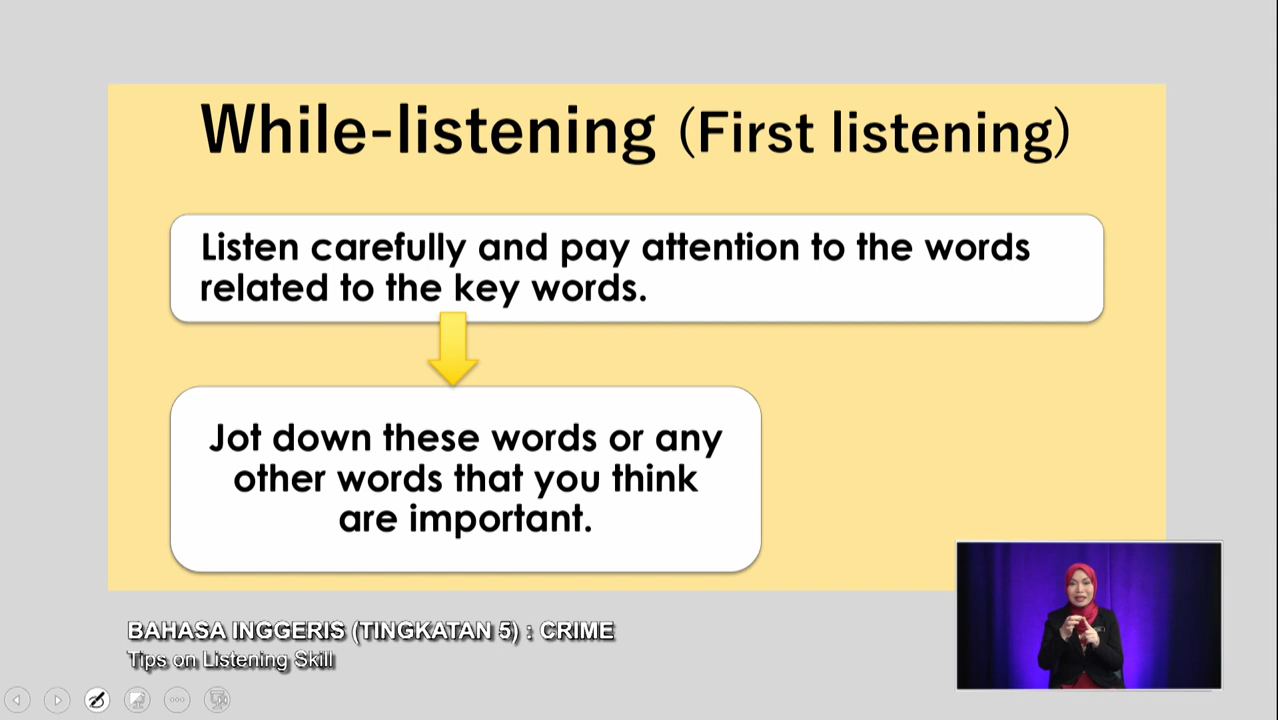 While-listening (First listening)
Listen carefully and pay attention to the words
related to the key words.
Jot down these words or any
other words that you think
are important.
BAHASA INGGERIS (TINGKATAN 5) : CRIME
Tips on Listening Skill